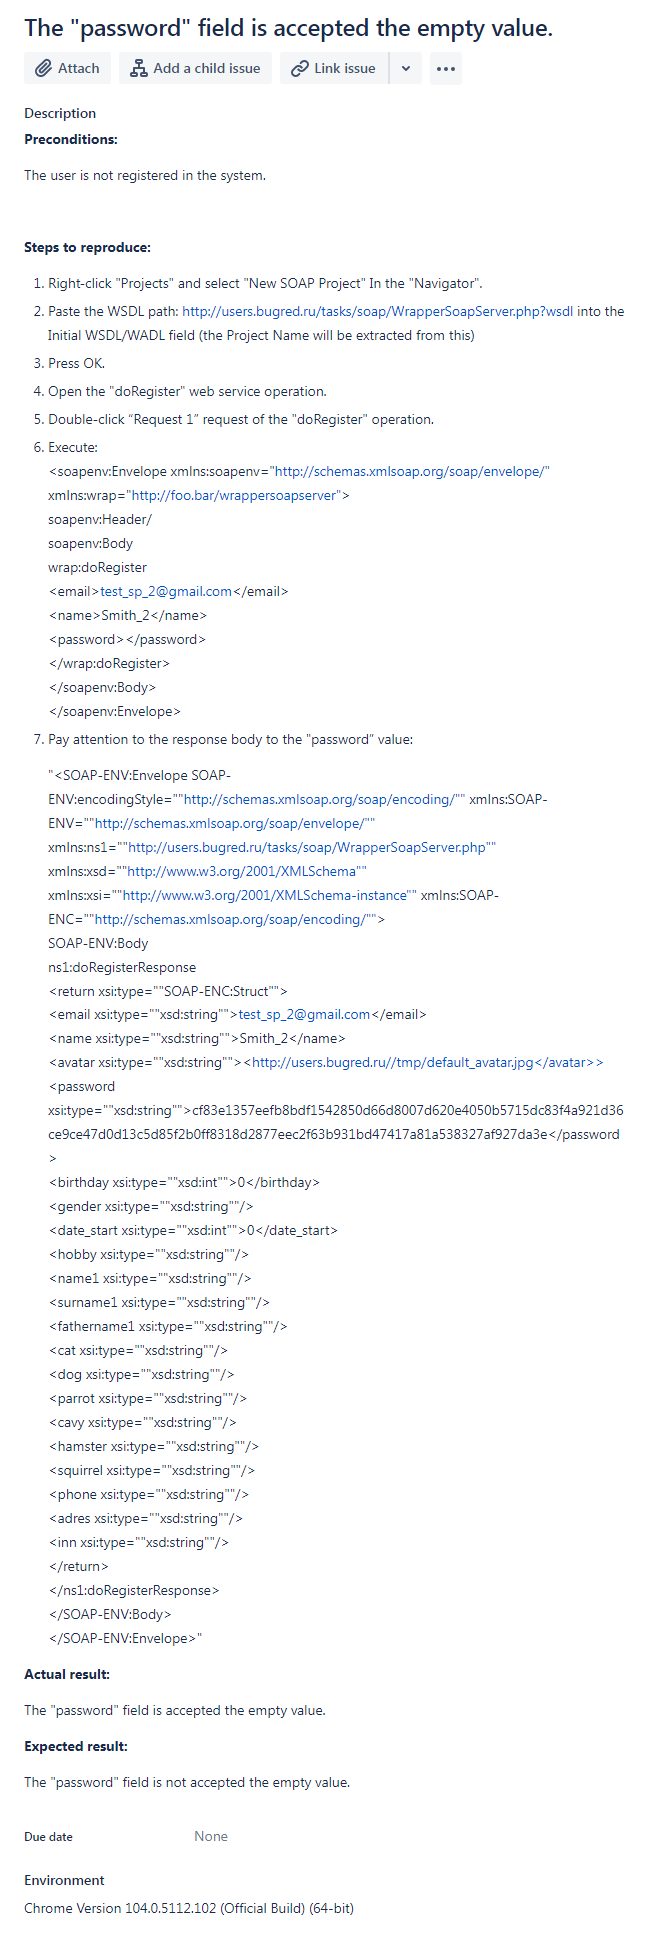 The "password" field is accepted the empty value.
Attach
Add a child issue
Link issue
Description
Preconditions:
The user is not registered in the system.
Steps to reproduce:
1. Right-click "Projects" and select "New SOAP Project" In the "Navigator".
2. Paste the WSDL path: http://users.bugred.ru/tasks/soap/WrapperSoapServer.php?wsdl into the
Initial WSDL/WADL field (the Project Name will be extracted from this)
3. Press OK.
4. Open the "doRegister" web service operation.
5. Double-click “Request 1” request of the "doRegister" operation.
6. Execute:
<soapenv:Envelope xmlns:soapenv="http://schemas.xmlsoap.org/soap/envelope/"
xmlns:wrap="http://foo.bar/wrappersoapserver">
soapenv:Header/
soapenv:Body
wrap:doRegister
<email>test_sp_2@gmail.com</email>
<name>Smith_2</name>
<password></password>
</wrap:doRegister>
</soapenv:Body>
</soapenv:Envelope>
7. Pay attention to the response body to the "password" value:
"<SOAP-ENV:Envelope SOAP-
ENV:encodingStyle=""http://schemas.xmlsoap.org/soap/encoding/"" xmlns:SOAP-
ENV=""http://schemas.xmlsoap.org/soap/envelope/""
xmlns:ns1=""http://users.bugred.ru/tasks/soap/WrapperSoapServer.php""
xmlns:xsd=""http://www.w3.org/2001/XMLSchema""
xmlns:xsi=""http://www.w3.org/2001/XMLSchema-instance"" xmlns:SOAP-
ENC=""http://schemas.xmlsoap.org/soap/encoding/"">
SOAP-ENV:Body
ns1:doRegisterResponse
<return xsi:type=""SOAP-ENC:Struct"">
<email xsi:type=""xsd:string"">test_sp_2@gmail.com</email>
<name xsi:type=""xsd:string"">Smith_2</name>
<avatar xsi:type=""xsd:string""><http://users.bugred.ru//tmp/default_avatar.jpg</avatar>>
<password
xsi:type=""xsd:string"">cf83e1357eefb8bdf1542850d66d8007d620e4050b5715dc83f4a921d36
ce9ce47d0d13c5d85f2b0ff8318d2877eec2f63b931bd47417a81a538327af927da3e</password
>
<birthday xsi:type=""xsd:int"">0</birthday>
<gender xsi:type=""xsd:string""/>
<date_start xsi:type=""xsd:int"">0</date_start>
<hobby xsi:type=""xsd:string""/>
<name1 xsi:type=""xsd:string""/>
<surname1 xsi:type=""xsd:string""/>
<fathername1 xsi:type=""xsd:string""/>
<cat xsi:type=""xsd:string""/>
<dog xsi:type=""xsd:string""/>
<parrot xsi:type=""xsd:string""/>
<cavy xsi:type=""xsd:string""/>
<hamster xsi:type=""xsd:string""/>
<squirrel xsi:type=""xsd:string""/>
<phone xsi:type=""xsd:string""/>
<adres xsi:type=""xsd:string""/>
<inn xsi:type=""xsd:string""/>
</return>
</ns1:doRegisterResponse>
</SOAP-ENV:Body>
</SOAP-ENV:Envelope>"
Actual result:
The "password" field is accepted the empty value.
Expected result:
The "password" field is not accepted the empty value.
Due date None
Environment
Chrome Version 104.0.5112.102 (Official Build) (64-bit)